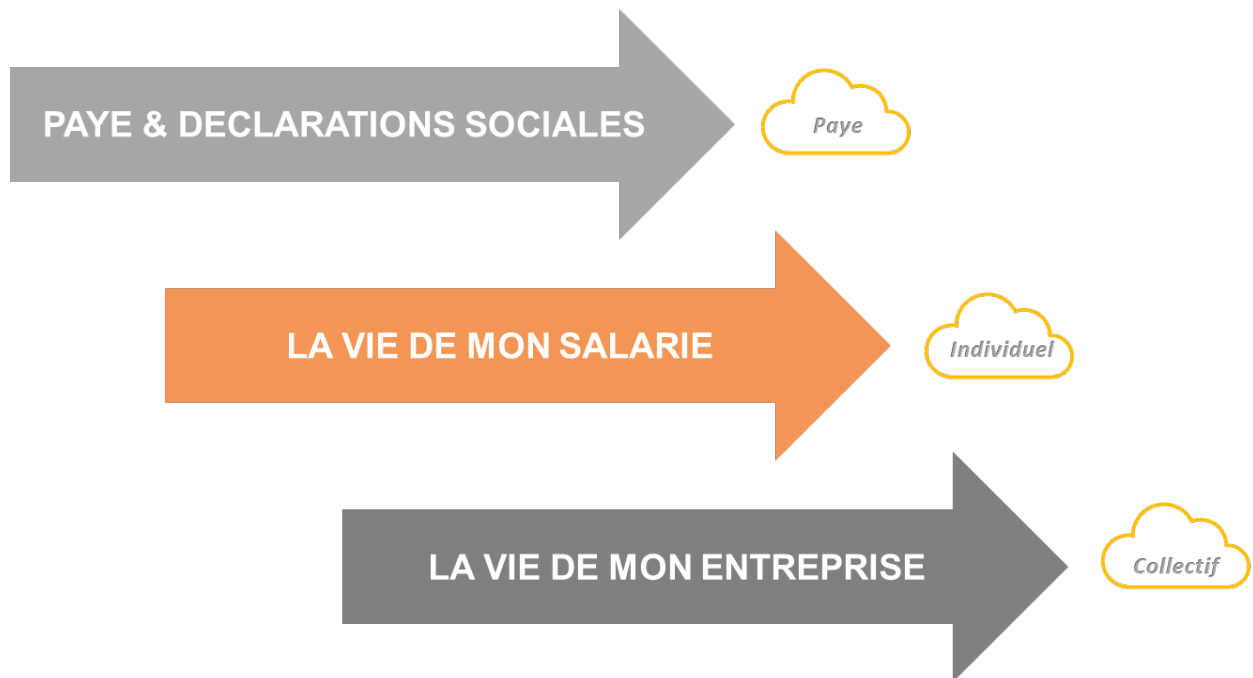 PAYE & DECLARATIONS SOCIALES
Paye
LA VIE DE MON SALARIE
Individuel
LA VIE DE MON ENTREPRISE
Collectif